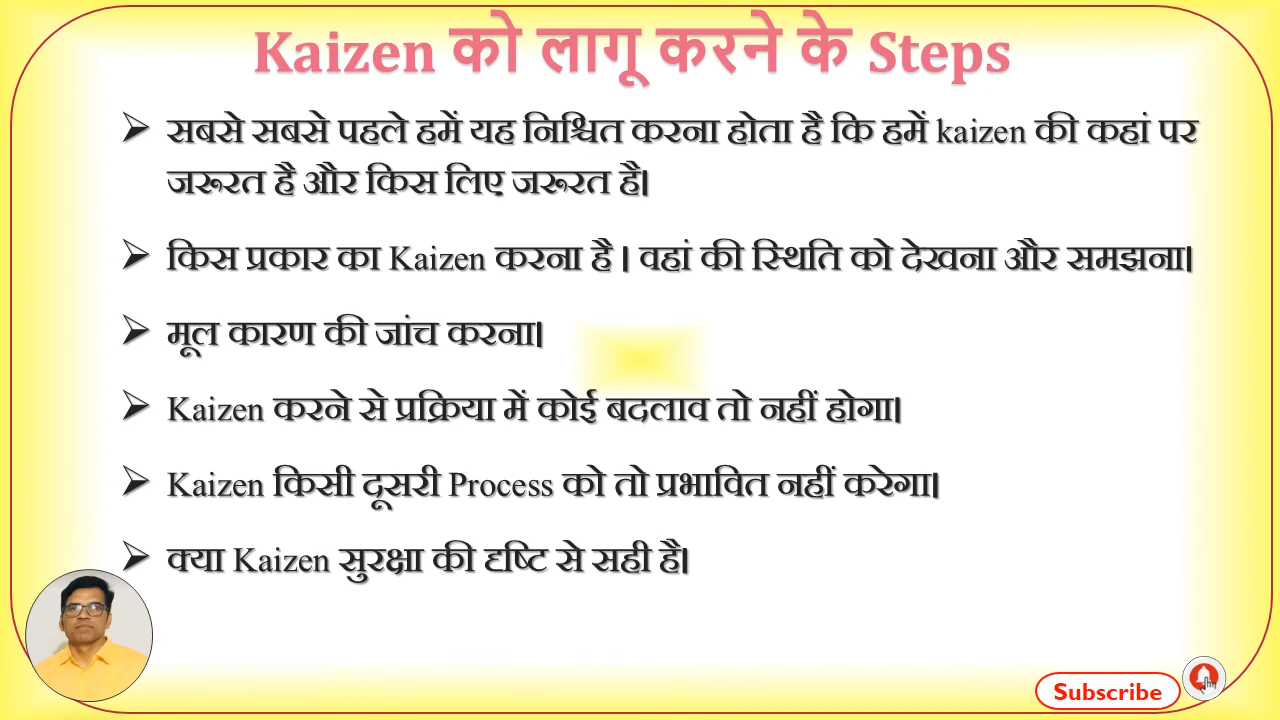 Kaizen को लागू करने के Steps
➢ सबसे सबसे पहले हमें यह निश्चित करना होता है कि हमें kaizen की कहां पर
जरूरत है और किस लिए जरूरत है।
➢ किस प्रकार का Kaizen करना है । वहां की स्थिति को देखना और समझना।
➢ मूल कारण की जांच करना।
➢ Kaizen करने से प्रक्रिया में कोई बदलाव तो नहीं होगा।
➢ Kaizen किसी दूसरी Process को तो प्रभावित नहीं करेगा।
➢ क्या Kaizen सुरक्षा की दृष्टि से सही है।
Subscribe